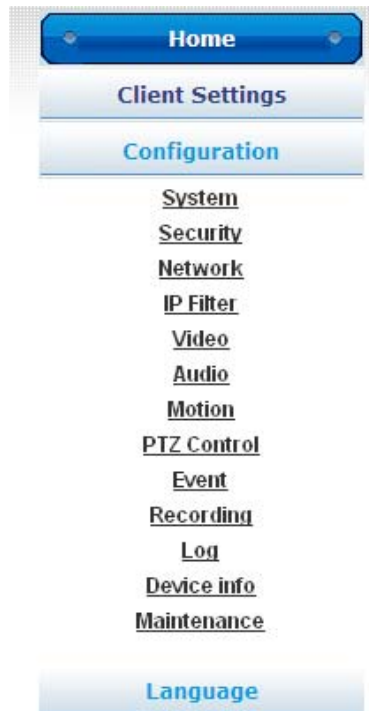 Home
Client Settings
Configuration
System
Security
Network
IP Filter
Video
Audio
Motion
PTZ Control
Event
Recording
Log
Device info
Maintenance
Language